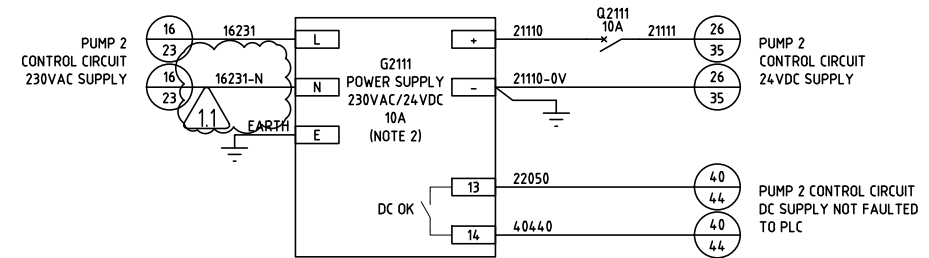 PUMP 2
CONTROL CIRCUIT
230VAC SUPPLY
16
23
16231
L
16
23
16231-N
N
1.1
EARTH
E
G2111
POWER SUPPLY
230VAC/24VDC
10A
(NOTE 2)
+
21110
Q2111
10A
21111
26
35
-
21110-0V
26
35
PUMP 2
CONTROL CIRCUIT
24VDC SUPPLY
DC OK
13
22050
40
44
14
40440
40
44
PUMP 2 CONTROL CIRCUIT
DC SUPPLY NOT FAULTED
TO PLC